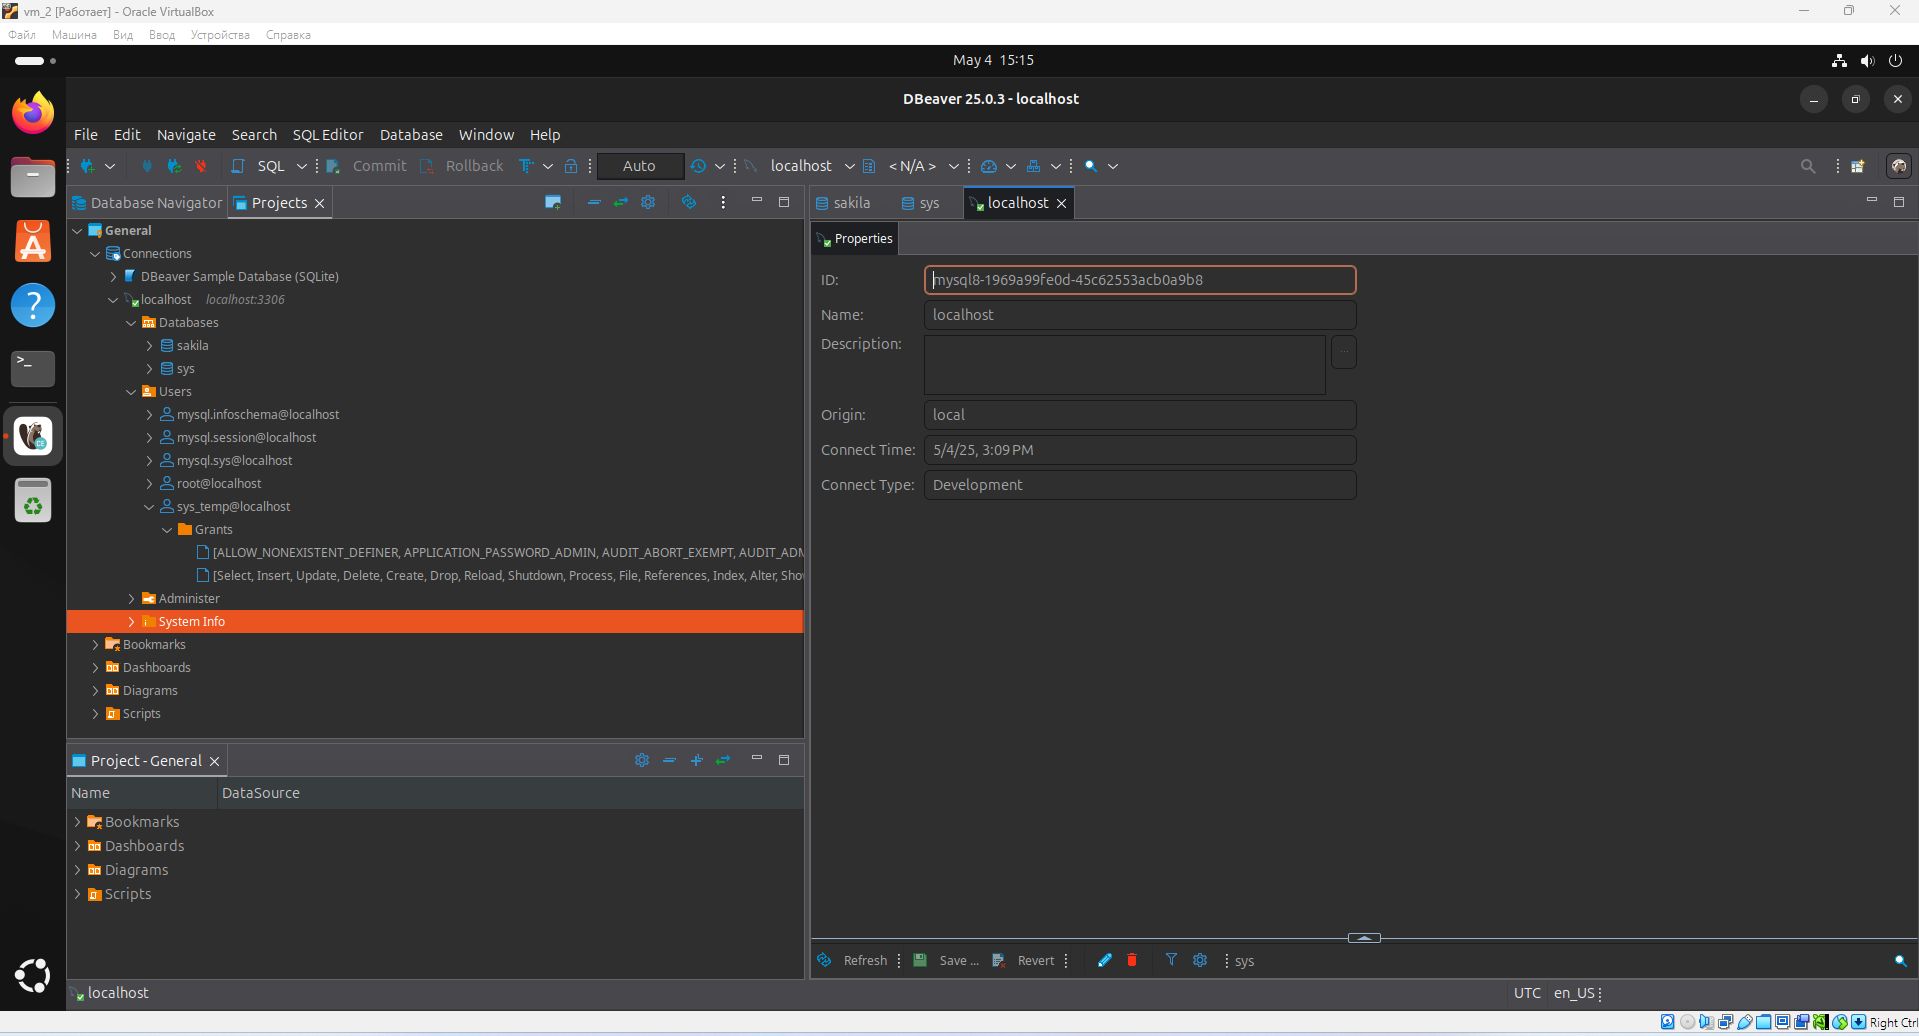 vm_2 [Работает] - Oracle VirtualBox
Файл Машина Вид Ввод Устройства Справка
May 4 15:15
DBeaver 25.0.3 - localhost
File Edit Navigate Search SQL Editor Database Window Help
SQL Commit Rollback Auto localhost < N/A >
Database Navigator Projects
General
Connections
DBeaver Sample Database (SQLite)
localhost localhost:3306
Databases
sakila
sys
Users
mysql.infoschema@localhost
mysql.session@localhost
mysql.sys@localhost
root@localhost
sys_temp@localhost
Grants
[ALLOW_NONEXISTENT_DEFINER, APPLICATION_PASSWORD_ADMIN, AUDIT_ABORT_EXEMPT, AUDIT_ADM
[Select, Insert, Update, Delete, Create, Drop, Reload, Shutdown, Process, File, References, Index, Alter, Sho
Administer
System Info
Bookmarks
Dashboards
Diagrams
Scripts
Project - General
Name DataSource
Bookmarks
Dashboards
Diagrams
Scripts
sakila sys localhost
Properties
ID: mysql8-1969a99fe0d-45c62553acb0a9b8
Name: localhost
Description: ...
Origin: local
Connect Time: 5/4/25, 3:09 PM
Connect Type: Development
Refresh Save ... Revert sys
localhost UTC en_US
Right Ctrl